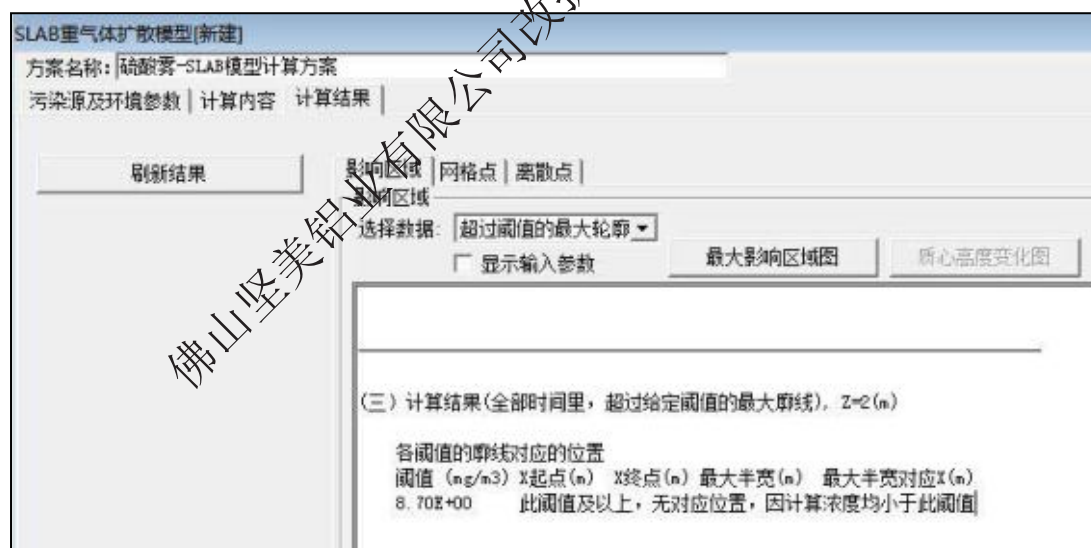 SLAB重气体扩散模型[新建]
方案名称: 硫酸雾-SLAB模型计算方案
污染源及环境参数 计算内容 计算结果
刷新结果
影响区域 网格点 离散点
影响区域
选择数据: 超过阈值的最大轮廓
显示输入参数 最大影响区域图 质心高度变化图
(三)计算结果(全部时间里,超过给定阈值的最大廓线), Z=2(m)
各阈值的廓线对应的位置
阈值 (mg/m3) X起点(m) X终点(m) 最大半宽(m) 最大半宽对应X(m)
8.70E+00 此阈值及以上,无对应位置,因计算浓度均小于此阈值
佛山坚美铝业有限公司改